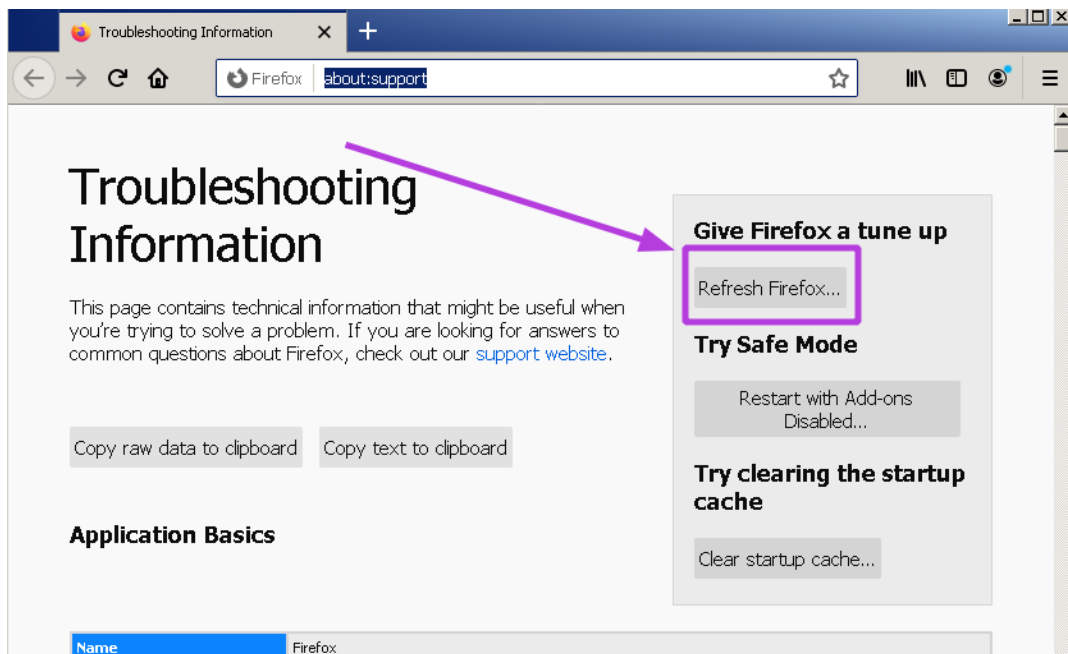 Troubleshooting Information
Firefox
about:support
Troubleshooting
Information
This page contains technical information that might be useful when
you're trying to solve a problem. If you are looking for answers to
common questions about Firefox, check out our support website.
Copy raw data to clipboard
Copy text to clipboard
Give Firefox a tune up
Refresh Firefox...
Try Safe Mode
Restart with Add-ons
Disabled...
Try clearing the startup
cache
Clear startup cache...
Application Basics
Name
Firefox